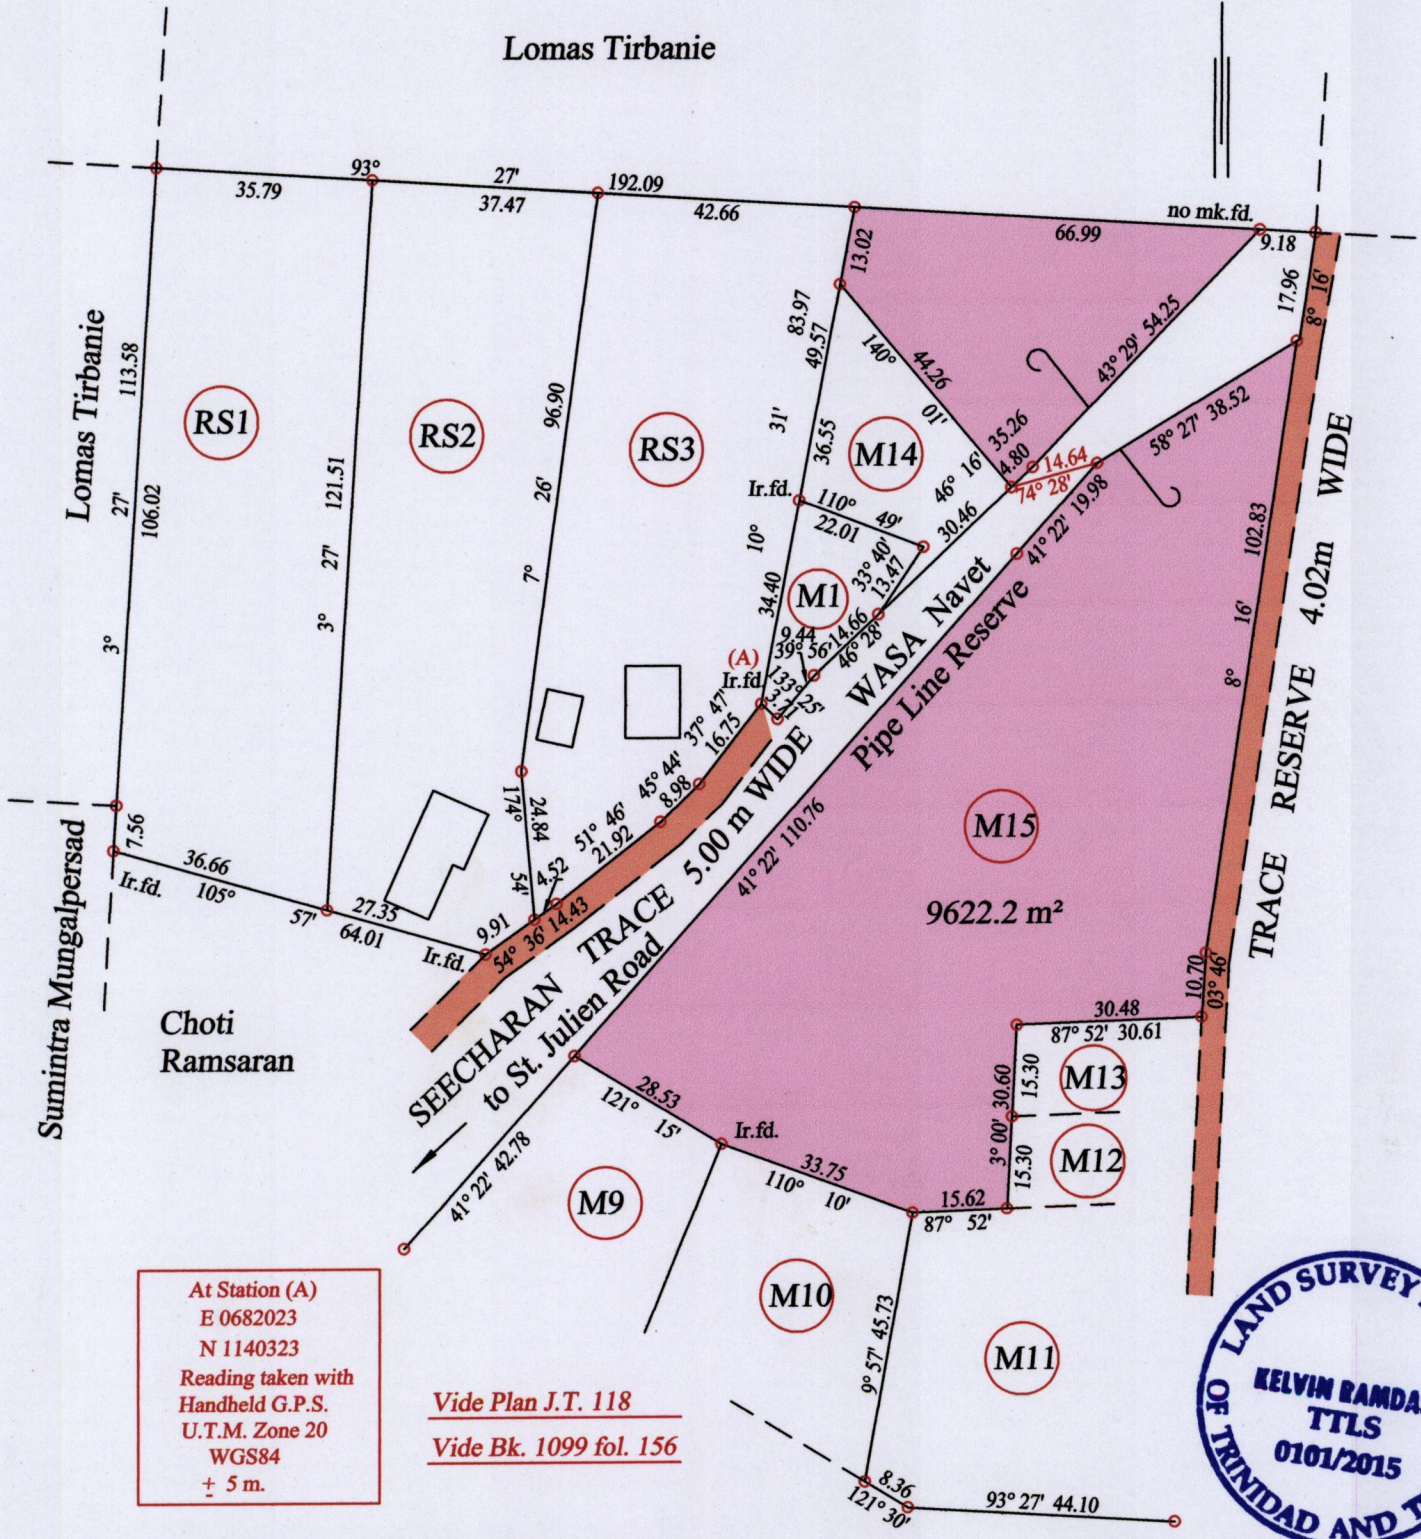 Lomas Tirbanie
93° 27' 192.09
35.79
37.47
42.66
66.99
no mk.fd.
9.18
17.96
8° 16'
13.02
83.97
49.57
10° 31'
36.55
34.40
140° 01'
44.26
43° 29' 54.25
35.26
46° 16'
4.80
30.46
14.64
74° 28'
58° 27' 38.52
41° 22' 19.98
Lomas Tirbanie
113.58
3° 27'
106.02
RS1
121.51
3° 27'
RS2
96.90
7° 26'
RS3
M14
Ir.fd.
110° 49'
22.01
33° 40'
13.47
M1
9.44
39° 56'
14.66
46° 28'
(A)
Ir.fd.
133° 25'
3.21
37° 47'
16.75
45° 44'
8.98
51° 46'
21.92
4.52
24.84
174° 54'
9.91
54° 36' 14.43
7.56
Ir.fd.
36.66
105° 57'
27.35
64.01
Ir.fd.
WASA Navet
Pipe Line Reserve
SEECHARAN TRACE 5.00 m WIDE
to St. Julien Road
41° 22' 110.76
M15
9622.2 m²
102.83
8° 16'
TRACE RESERVE 4.02m WIDE
10.70
03° 46'
30.48
87° 52' 30.61
3° 00' 30.60
15.30
M13
15.30
M12
15.62
87° 52'
Sumintra Mungalpersad
Choti
Ramsaran
28.53
121° 15'
Ir.fd.
33.75
110° 10'
41° 22' 42.78
M9
M10
9° 57' 45.73
M11
8.36
121° 30'
93° 27' 44.10
At Station (A)
E 0682023
N 1140323
Reading taken with
Handheld G.P.S.
U.T.M. Zone 20
WGS84
± 5 m.
Vide Plan J.T. 118
Vide Bk. 1099 fol. 156
LAND SURVEY
KELVIN RAMDA
TTLS
0101/2015
OF TRINIDAD AND T